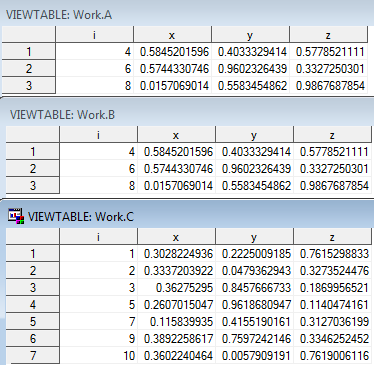 VIEWTABLE: Work.A
i x y z
1 4 0.5845201596 0.4033329414 0.5778521111
2 6 0.5744330746 0.9602326439 0.3327250301
3 8 0.0157069014 0.5583454862 0.9867687854
VIEWTABLE: Work.B
i x y z
1 4 0.5845201596 0.4033329414 0.5778521111
2 6 0.5744330746 0.9602326439 0.3327250301
3 8 0.0157069014 0.5583454862 0.9867687854
VIEWTABLE: Work.C
i x y z
1 1 0.3028224936 0.2225009185 0.7615298833
2 2 0.3337203922 0.0479362943 0.3273524476
3 3 0.36275295 0.8457666733 0.1869956521
4 5 0.2607015047 0.9618680947 0.1140474161
5 7 0.115839935 0.4155190161 0.3127036199
6 9 0.3892258617 0.7597242146 0.3346252452
7 10 0.3602240464 0.0057909191 0.7619006116